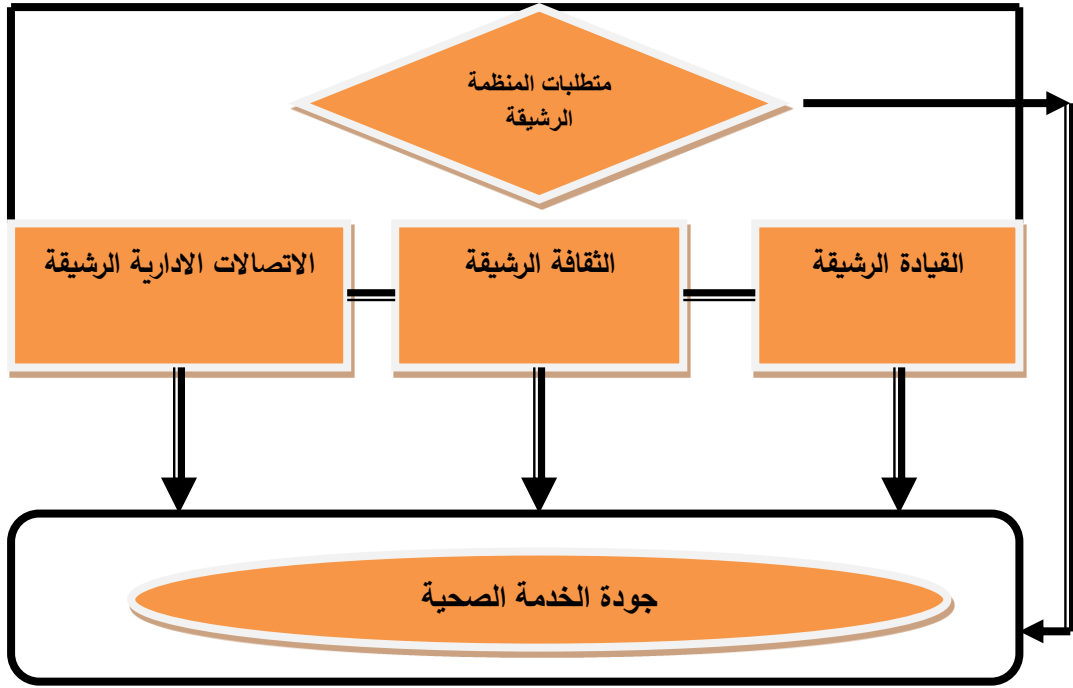 متطلبات المنظمة
الرشيقة
القيادة الرشيقة
الثقافة الرشيقة
الاتصالات الادارية الرشيقة
جودة الخدمة الصحية